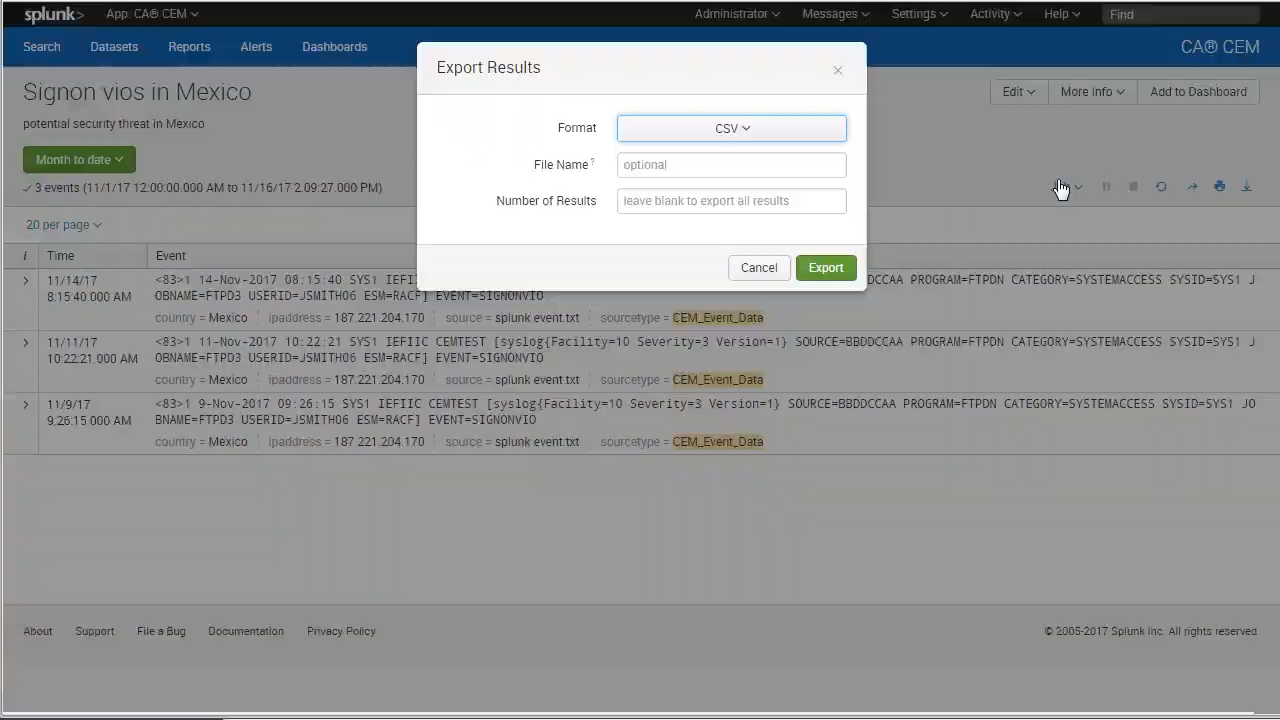 splunk> App: CA® CEM Administrator Messages Settings Activity Help Find
Search Datasets Reports Alerts Dashboards CA® CEM
Export Results ×
Format CSV
File Name ? optional
Number of Results leave blank to export all results
Cancel Export
Signon vios in Mexico Edit More Info Add to Dashboard
potential security threat in Mexico
Month to date
✓ 3 events (11/1/17 12:00:00.000 AM to 11/16/17 2:09:27.000 PM)
20 per page
i Time Event
11/14/17 <83>1 14-Nov-2017 08:15:40 SYS1 IEFIIC BBDDCCAA PROGRAM=FTPDN CATEGORY=SYSTEMACCESS SYSID=SYS1 J
8:15:40.000 AM OBNAME=FTPD3 USERID=JSMITH06 ESM=RACF] EVENT=SIGNONVIO
country = Mexico ipaddress = 187.221.204.170 source = splunk.event.txt sourcetype = CEM_Event_Data
11/11/17 <83>1 11-Nov-2017 10:22:21 SYS1 IEFIIC CEMTEST [syslog{Facility=10 Severity=3 Version=1} SOURCE=BBDDCCAA PROGRAM=FTPDN CATEGORY=SYSTEMACCESS SYSID=SYS1 J
10:22:21.000 AM OBNAME=FTPD3 USERID=JSMITH06 ESM=RACF] EVENT=SIGNONVIO
country = Mexico ipaddress = 187.221.204.170 source = splunk.event.txt sourcetype = CEM_Event_Data
11/9/17 <83>1 9-Nov-2017 09:26:15 SYS1 IEFIIC CEMTEST [syslog{Facility=10 Severity=3 Version=1} SOURCE=BBDDCCAA PROGRAM=FTPDN CATEGORY=SYSTEMACCESS SYSID=SYS1 JO
9:26:15.000 AM BNAME=FTPD3 USERID=JSMITH06 ESM=RACF] EVENT=SIGNONVIO
country = Mexico ipaddress = 187.221.204.170 source = splunk.event.txt sourcetype = CEM_Event_Data
About Support File a Bug Documentation Privacy Policy © 2005-2017 Splunk Inc. All rights reserved.